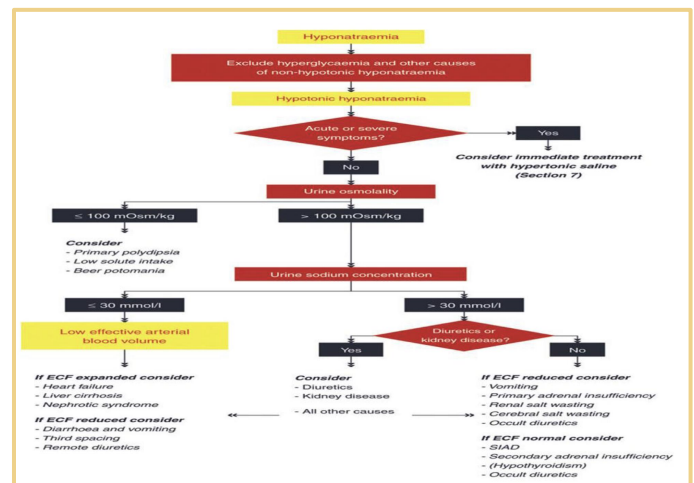 Hyponatraemia
Exclude hyperglycaemia and other causes
of non-hypotonic hyponatraemia
Hypotonic hyponatraemia
Acute or severe
symptoms?
Yes
Consider immediate treatment
with hypertonic saline
(Section 7)
No
Urine osmolality
≤ 100 mOsm/kg
> 100 mOsm/kg
Consider
- Primary polydipsia
- Low solute intake
- Beer potomania
Urine sodium concentration
≤ 30 mmol/l
> 30 mmol/l
Low effective arterial
blood volume
Diuretics or
kidney disease?
Yes
No
If ECF expanded consider
- Heart failure
- Liver cirrhosis
- Nephrotic syndrome
If ECF reduced consider
- Diarrhoea and vomiting
- Third spacing
- Remote diuretics
Consider
- Diuretics
- Kidney disease
- All other causes
If ECF reduced consider
- Vomiting
- Primary adrenal insufficiency
- Renal salt wasting
- Cerebral salt wasting
- Occult diuretics
If ECF normal consider
- SIAD
- Secondary adrenal insufficiency
- (Hypothyroidism)
- Occult diuretics